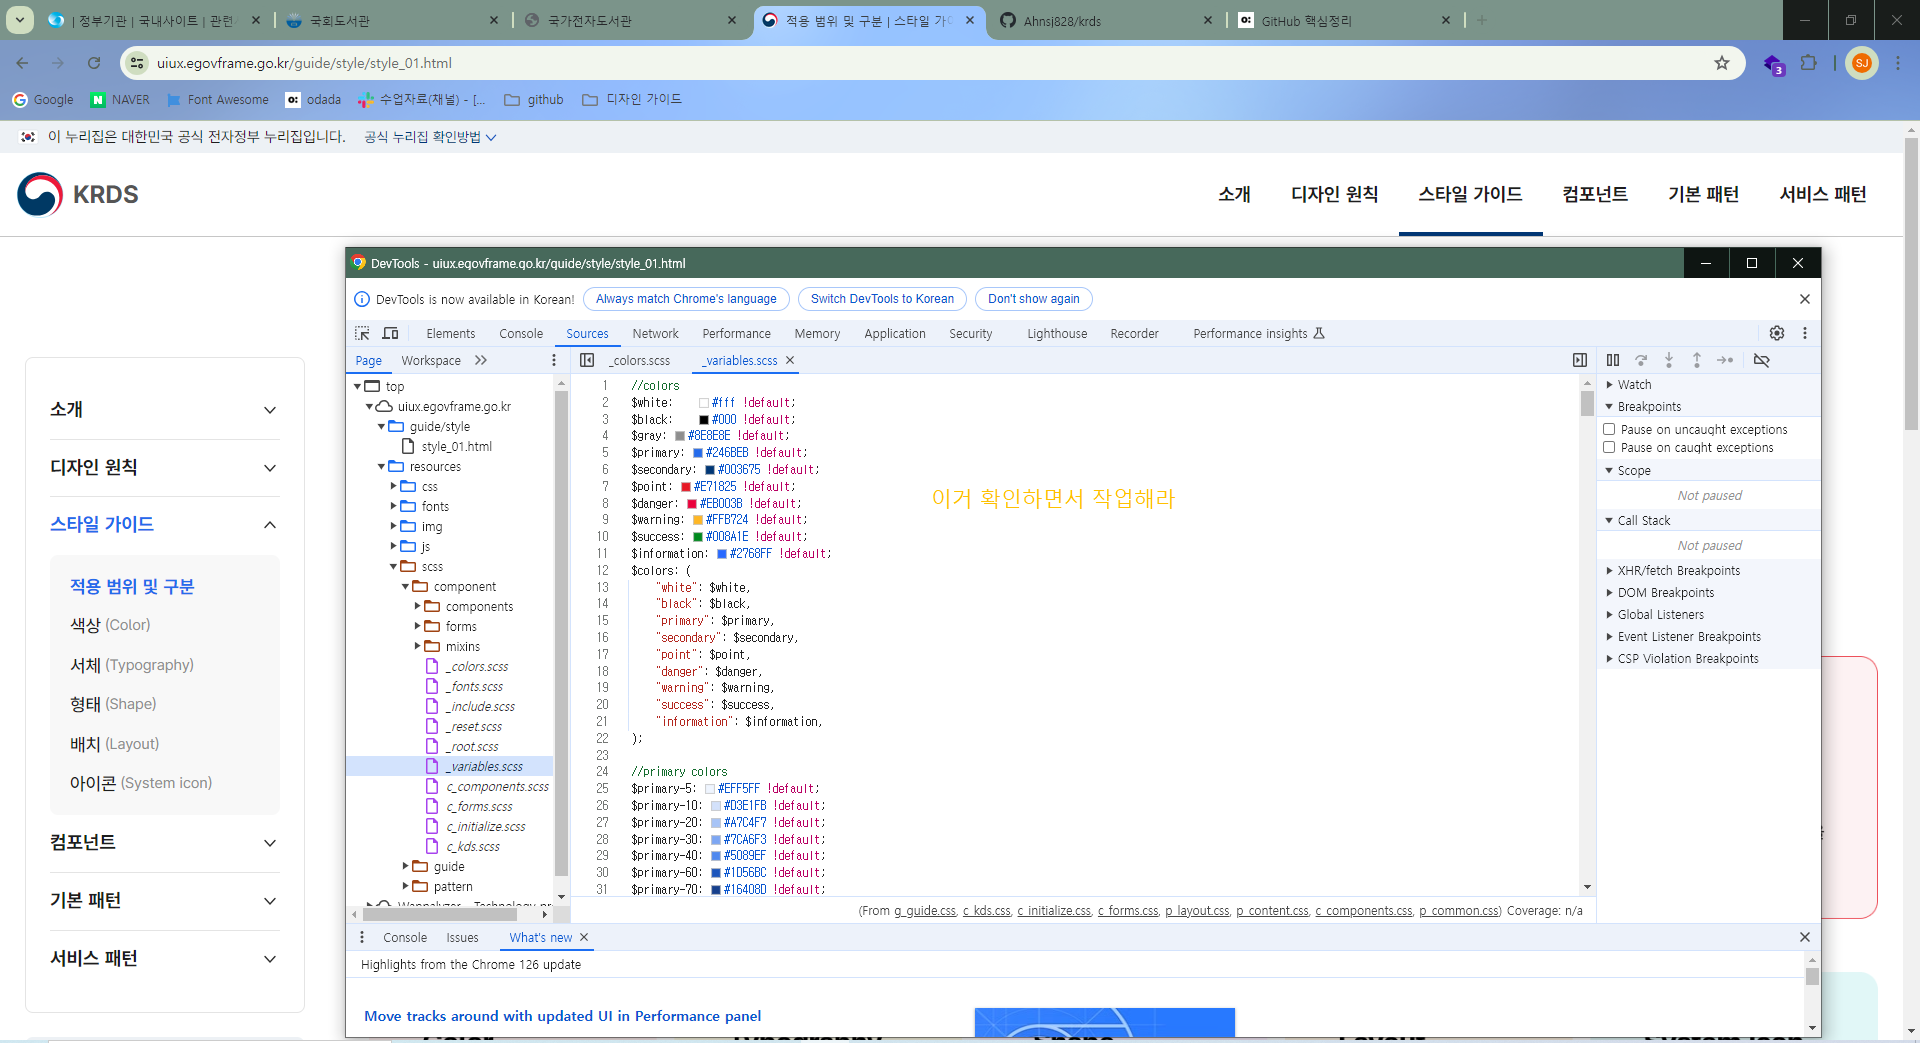 | 정부기관 | 국내사이트 | 관련
국회도서관
국가전자도서관
적용 범위 및 구분 | 스타일 가이
Ahnsj828/krds
GitHub 핵심정리
uiux.egovframe.go.kr/guide/style/style_01.html
3
SJ
Google
NAVER
Font Awesome
odada
수업자료(채널) - [...
github
디자인 가이드
이 누리집은 대한민국 공식 전자정부 누리집입니다.
공식 누리집 확인방법
KRDS
소개
디자인 원칙
스타일 가이드
컴포넌트
기본 패턴
서비스 패턴
소개
디자인 원칙
스타일 가이드
적용 범위 및 구분
색상 (Color)
서체 (Typography)
형태 (Shape)
배치 (Layout)
아이콘 (System icon)
컴포넌트
기본 패턴
서비스 패턴
DevTools - uiux.egovframe.go.kr/guide/style/style_01.html
DevTools is now available in Korean!
Always match Chrome's language
Switch DevTools to Korean
Don't show again
Elements
Console
Sources
Network
Performance
Memory
Application
Security
Lighthouse
Recorder
Performance insights
Page
Workspace
_colors.scss
_variables.scss
top
uiux.egovframe.go.kr
guide/style
style_01.html
resources
css
fonts
img
js
scss
component
components
forms
mixins
_colors.scss
_fonts.scss
_include.scss
_reset.scss
_root.scss
_variables.scss
c_components.scss
c_forms.scss
c_initialize.scss
c_kds.scss
guide
pattern
1 //colors
2 $white: #fff !default;
3 $black: #000 !default;
4 $gray: #8E8E8E !default;
5 $primary: #246BEB !default;
6 $secondary: #003675 !default;
7 $point: #E71825 !default;
8 $danger: #EB003B !default;
9 $warning: #FFB724 !default;
10 $success: #008A1E !default;
11 $information: #2768FF !default;
12 $colors: (
13 "white": $white,
14 "black": $black,
15 "primary": $primary,
16 "secondary": $secondary,
17 "point": $point,
18 "danger": $danger,
19 "warning": $warning,
20 "success": $success,
21 "information": $information,
22 );
23
24 //primary colors
25 $primary-5: #EFF5FF !default;
26 $primary-10: #D3E1FB !default;
27 $primary-20: #A7C4F7 !default;
28 $primary-30: #7CA6F3 !default;
29 $primary-40: #5089EF !default;
30 $primary-60: #1D56BC !default;
31 $primary-70: #16408D !default;
이거 확인하면서 작업해라
(From g_guide.css, c_kds.css, c_initialize.css, c_forms.css, p_layout.css, p_content.css, c_components.css, p_common.css) Coverage: n/a
Watch
Breakpoints
Pause on uncaught exceptions
Pause on caught exceptions
Scope
Not paused
Call Stack
Not paused
XHR/fetch Breakpoints
DOM Breakpoints
Global Listeners
Event Listener Breakpoints
CSP Violation Breakpoints
Console
Issues
What's new
Highlights from the Chrome 126 update
Move tracks around with updated UI in Performance panel